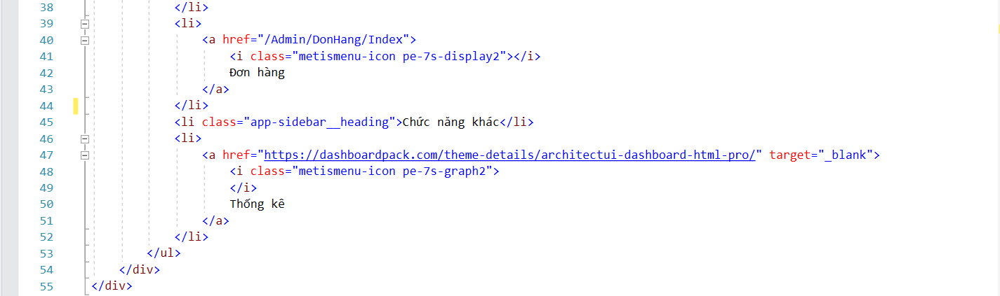 38 </li>
39 <li>
40 <a href="/Admin/DonHang/Index">
41 <i class="metismenu-icon pe-7s-display2"></i>
42 Đơn hàng
43 </a>
44 </li>
45 <li class="app-sidebar__heading">Chức năng khác</li>
46 <li>
47 <a href="https://dashboardpack.com/theme-details/architectui-dashboard-html-pro/" target="_blank">
48 <i class="metismenu-icon pe-7s-graph2">
49 </i>
50 Thống kê
51 </a>
52 </li>
53 </ul>
54 </div>
55 </div>